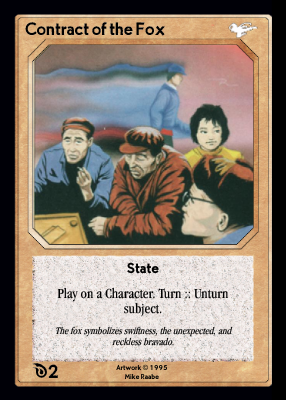 Contract of the Fox
State
Play on a Character. Turn :: Unturn
subject.
The fox symbolizes swiftness, the unexpected, and
reckless bravado.
2
Artwork © 1995
Mike Raabe